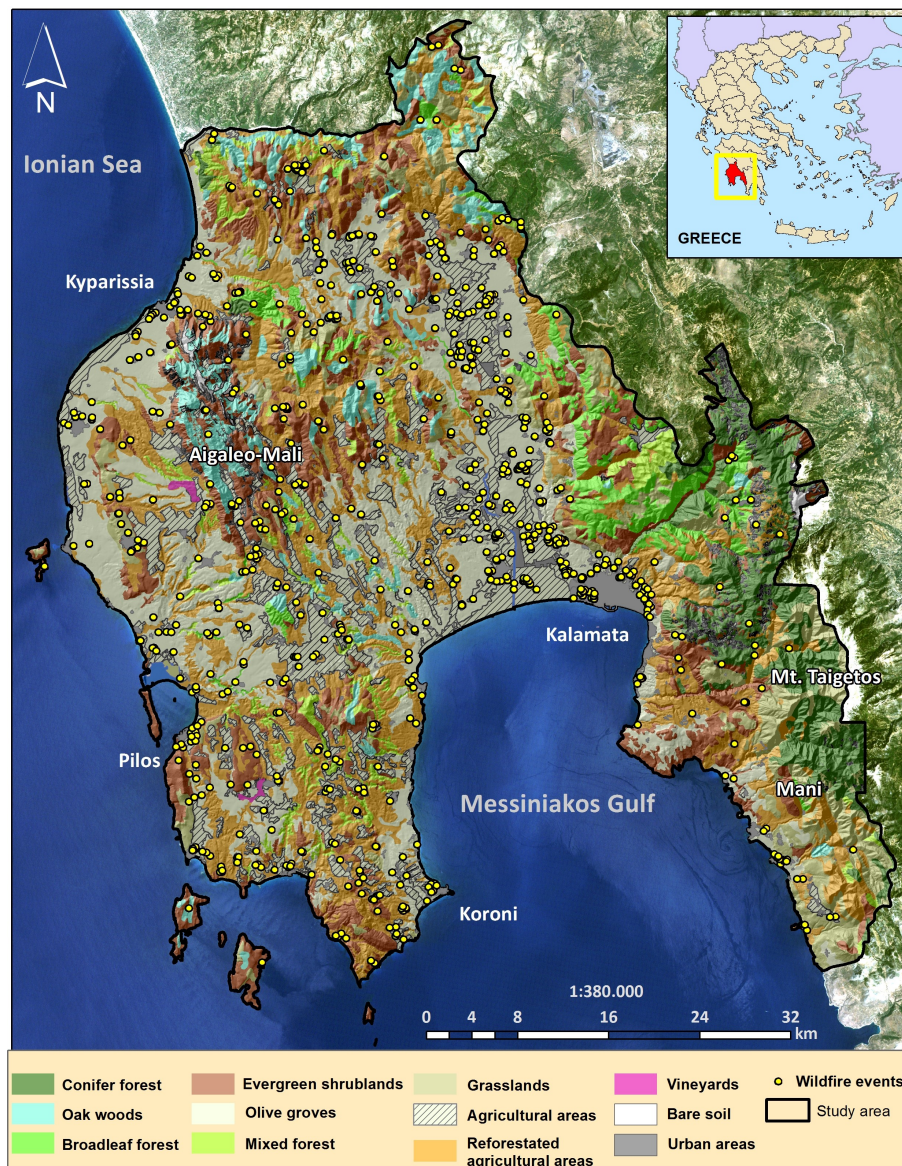 N
Ionian Sea
GREECE
Kyparissia
Aigaleo-Mali
Kalamata
Mt. Taigetos
Pilos
Mani
Messiniakos Gulf
Koroni
1:380.000
0 4 8 16 24 32
km
Conifer forest
Evergreen shrublands
Grasslands
Vineyards
Wildfire events
Oak woods
Olive groves
Agricultural areas
Bare soil
Study area
Broadleaf forest
Mixed forest
Reforestated
agricultural areas
Urban areas